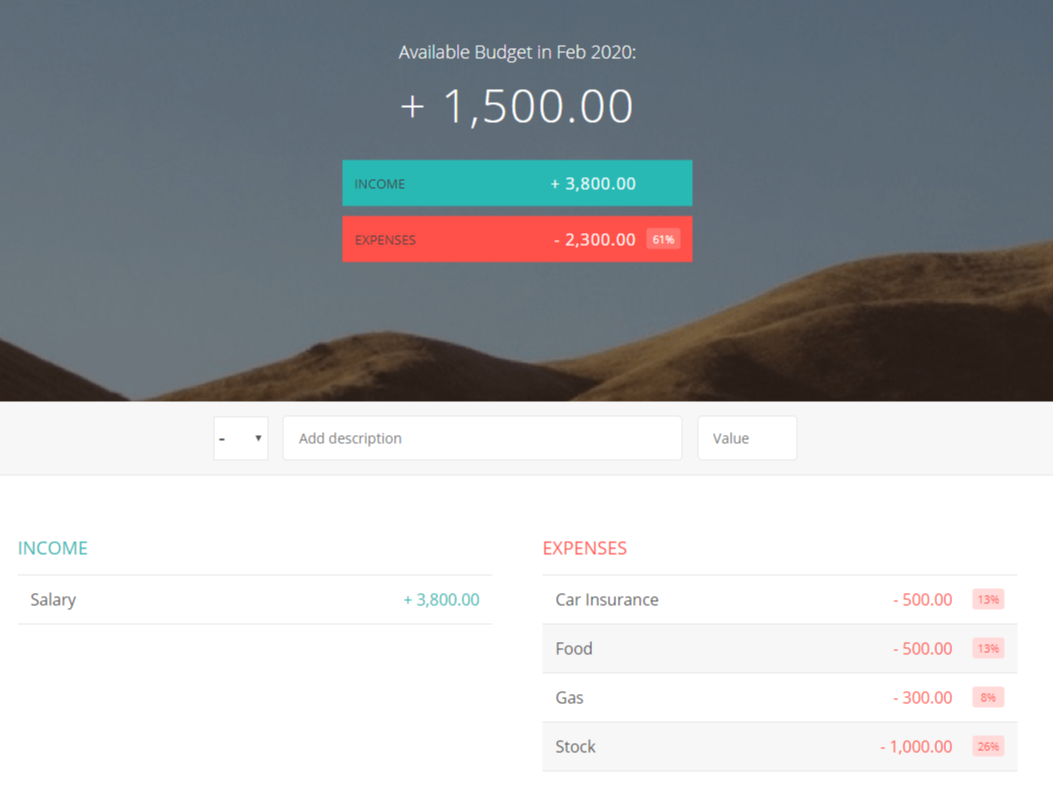 Available Budget in Feb 2020:
+ 1,500.00
INCOME + 3,800.00
EXPENSES - 2,300.00 61%
- Add description Value
INCOME
Salary + 3,800.00
EXPENSES
Car Insurance - 500.00 13%
Food - 500.00 13%
Gas - 300.00 8%
Stock - 1,000.00 26%